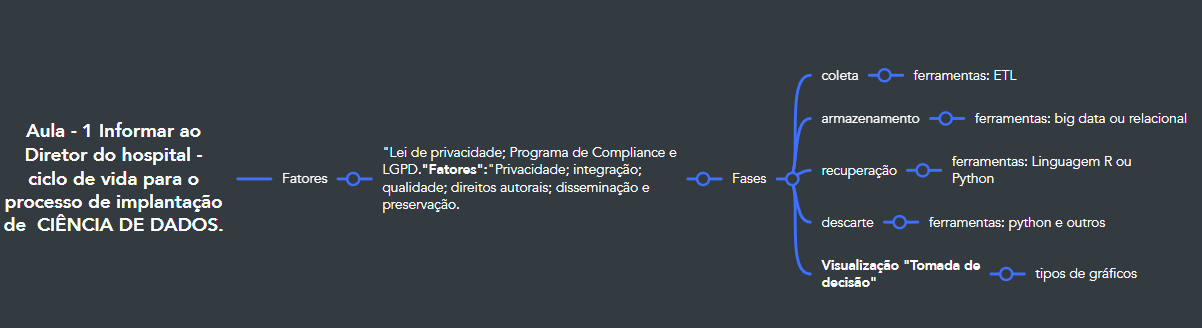 Aula - 1 Informar ao
Diretor do hospital -
ciclo de vida para o
processo de implantação
de  CIÊNCIA DE DADOS.
Fatores
"Lei de privacidade; Programa de Compliance e
LGPD."Fatores":"Privacidade; integração;
qualidade; direitos autorais; disseminação e
preservação.
Fases
coleta
ferramentas: ETL
armazenamento
ferramentas: big data ou relacional
recuperação
ferramentas: Linguagem R ou
Python
descarte
ferramentas: python e outros
Visualização "Tomada de
decisão"
tipos de gráficos